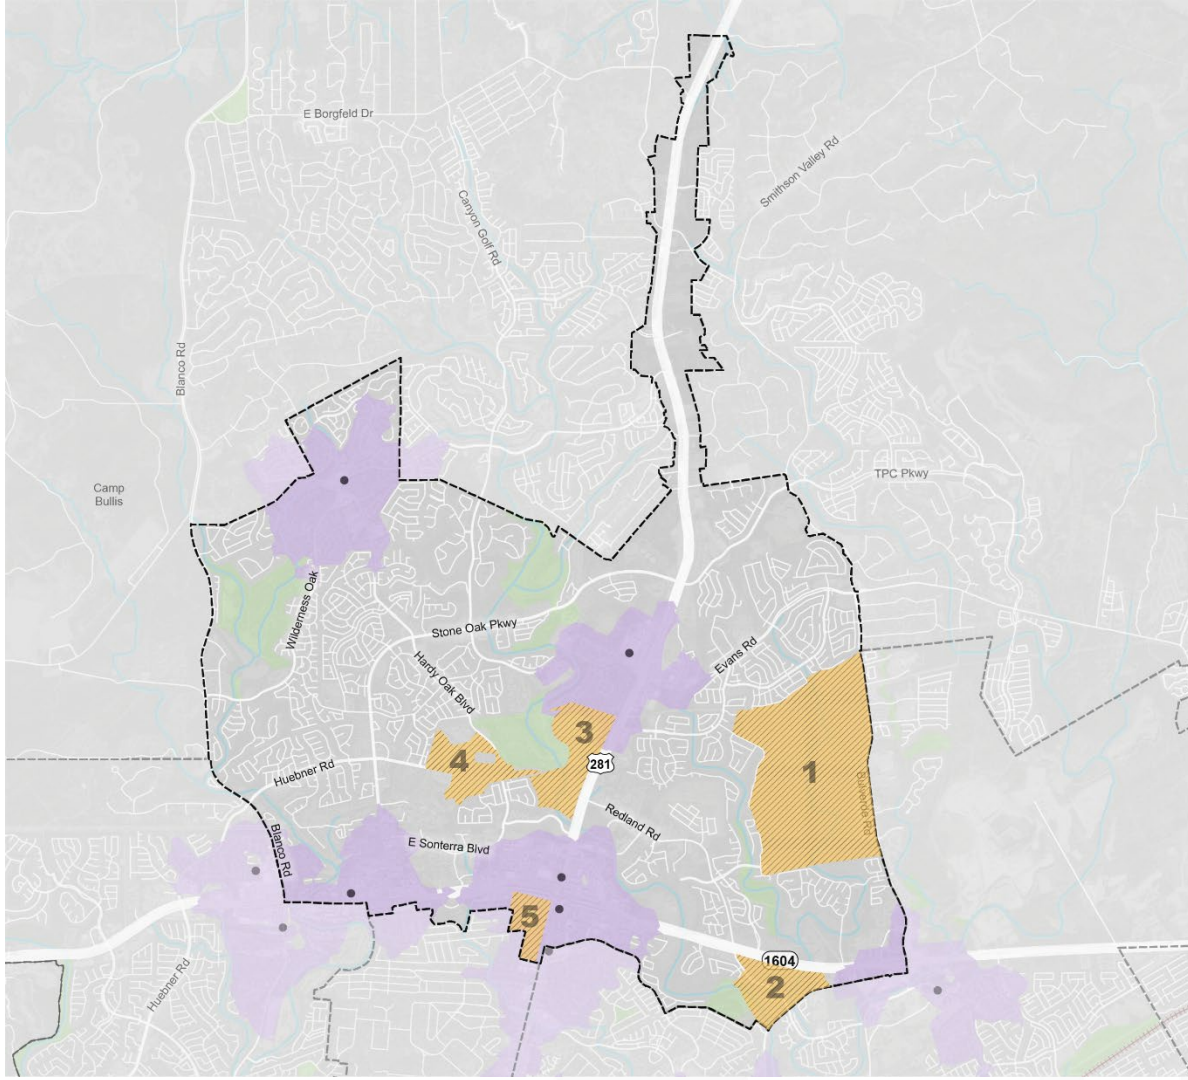 E Borgfeld Dr
Smithson Valley Rd
Canyon Golf Rd
Blanco Rd
TPC Pkwy
Camp
Bullis
Wilderness Oak
Stone Oak Pkwy
Evans Rd
Hardy Oak Blvd
3
4
281
1
Huebner Rd
Bulverde Rd
Redland Rd
E Sonterra Blvd
Blanco Rd
5
1604
2
Huebner Rd